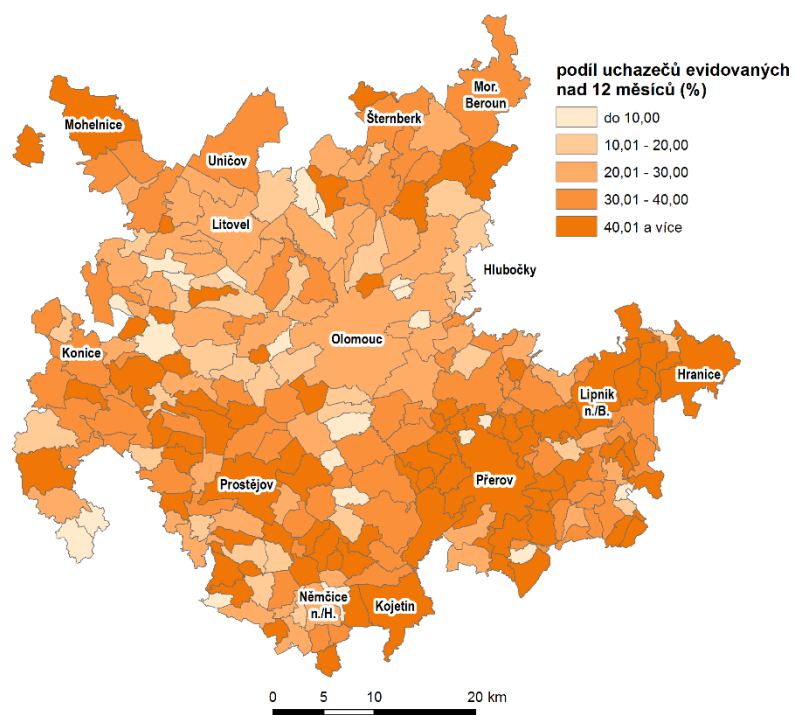 podíl uchazečů evidovaných
nad 12 měsíců (%)
do 10,00
10,01 - 20,00
20,01 - 30,00
30,01 - 40,00
40,01 a více
Mor.
Beroun
Šternberk
Mohelnice
Uničov
Litovel
Hlubočky
Olomouc
Konice
Hranice
Lipník
n./B.
Přerov
Prostějov
Němčice
n./H.
Kojetín
0 5 10 20 km